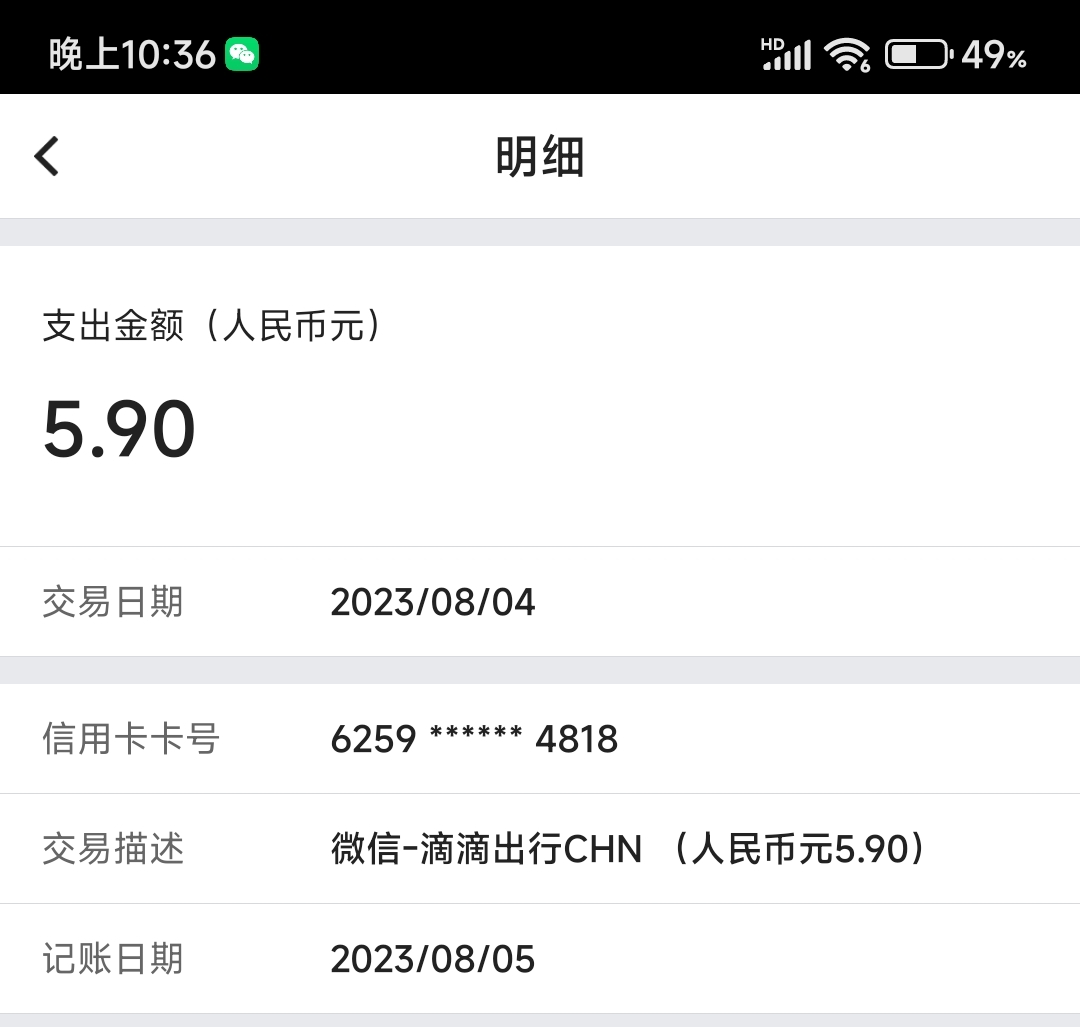 晚上10:36 HD 6 49%
明细
支出金额（人民币元）
5.90
交易日期 2023/08/04
信用卡卡号 6259 ****** 4818
交易描述 微信-滴滴出行CHN （人民币元5.90）
记账日期 2023/08/05